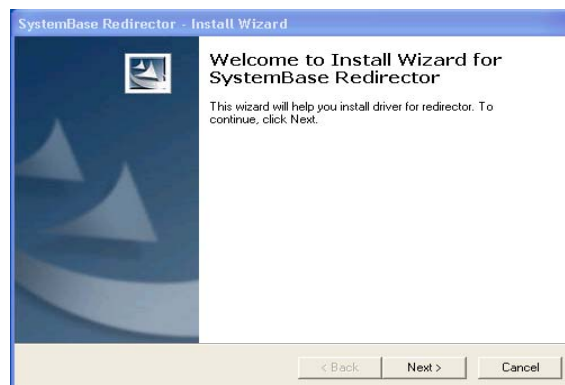 SystemBase Redirector - Install Wizard
Welcome to Install Wizard for
SystemBase Redirector
This wizard will help you install driver for redirector. To
continue, click Next.
< Back
Next >
Cancel